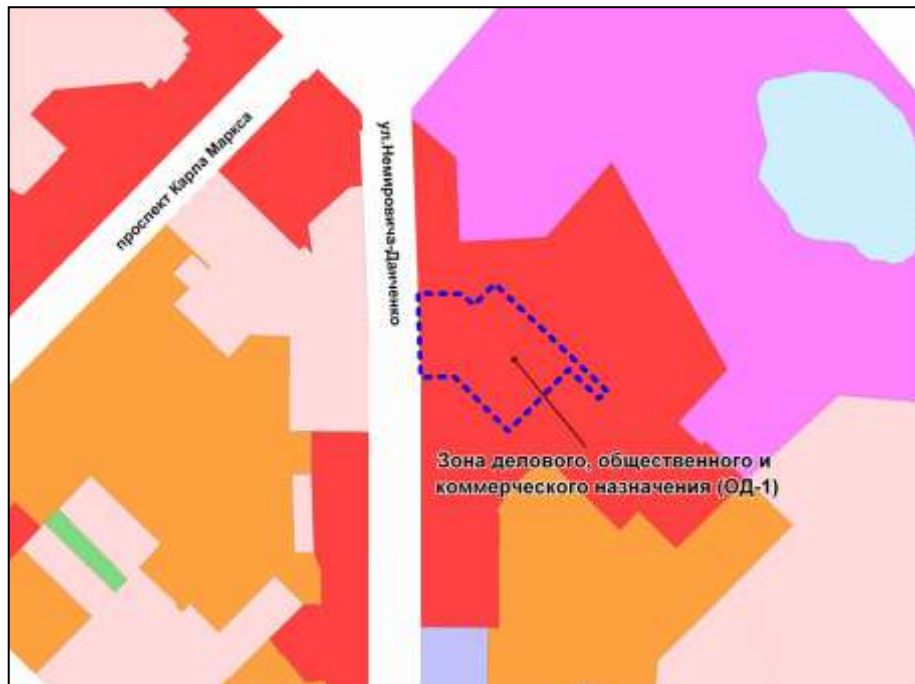 проспект Карла Маркса
ул.Немировича-Данченко
Зона делового, общественного и
коммерческого назначения (ОД-1)